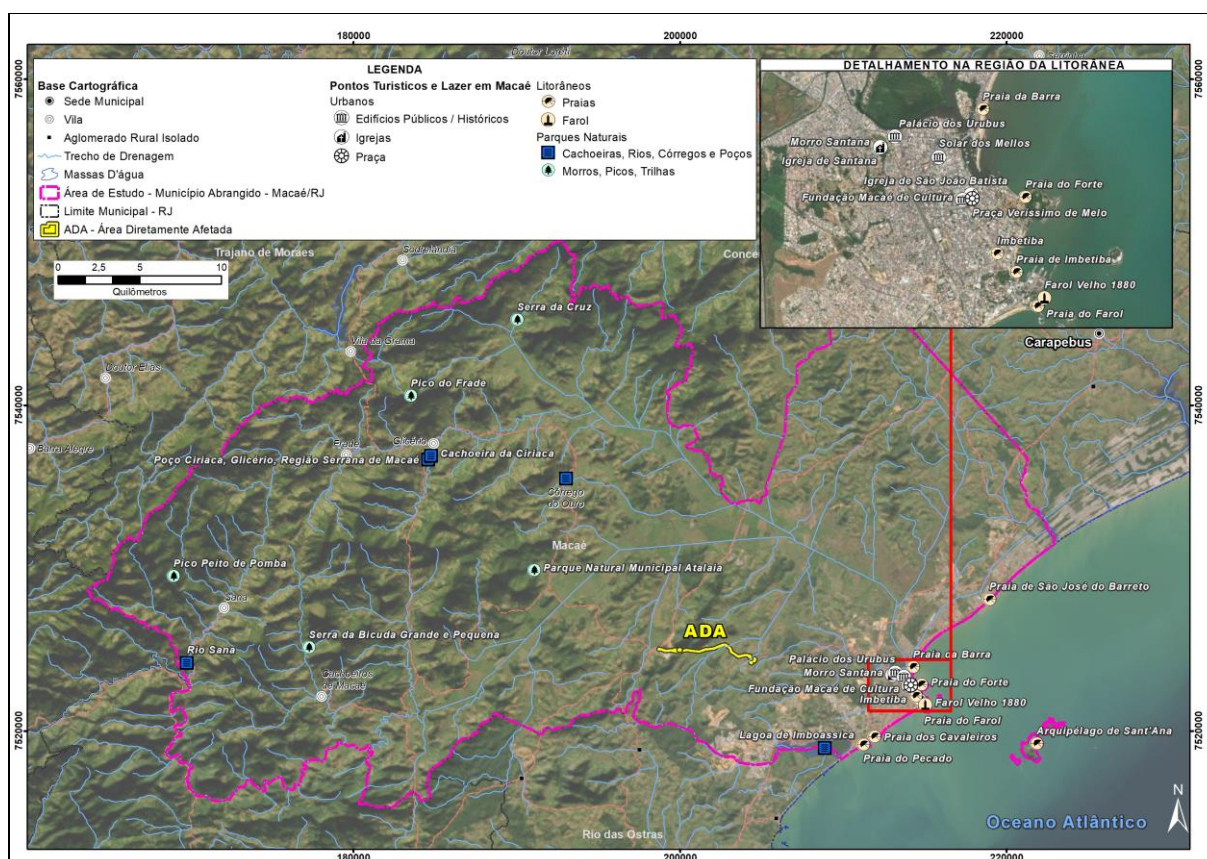 180000
200000
220000
7560000
7560000
7540000
7540000
7520000
7520000
180000
200000
220000
LEGENDA
Base Cartográfica
Sede Municipal
Vila
Aglomerado Rural Isolado
Trecho de Drenagem
Massas D'água
Área de Estudo - Município Abrangido - Macaé/RJ
Limite Municipal - RJ
ADA - Área Diretamente Afetada
Pontos Turisticos e Lazer em Macaé
Urbanos
Edifícios Públicos / Históricos
Igrejas
Praça
Litorâneos
Praias
Farol
Parques Naturais
Cachoeiras, Rios, Córregos e Poços
Morros, Picos, Trilhas
DETALHAMENTO NA REGIÃO DA LITORÂNEA
Praia da Barra
Palácio dos Urubus
Morro Santana
Solar dos Mellos
Igreja de Santana
Igreja de São João Batista
Praia do Forte
Fundação Macaé de Cultura
Praça Veríssimo de Melo
Imbetiba
Praia de Imbetiba
Farol Velho 1880
Praia do Farol
0 2,5 5 10
Quilômetros
Trajano de Moraes
Sodrelândia
Conce
Serra da Cruz
Carapebus
Vila da Grama
Doutor Elias
Pico do Frade
Barra Alegre
Frade
Glicério
Poço Ciriaca, Glicério, Região Serrana de Macaé
Cachoeira da Ciriaca
Córrego
do Ouro
Macaé
Pico Peito de Pomba
Parque Natural Municipal Atalaia
Praia de São José do Barreto
Sana
ADA
Serra da Bicuda Grande e Pequena
Rio Sana
Palácio dos Urubus
Praia da Barra
Morro Santana
Cachoeiros
de Macaé
Praia do Forte
Fundação Macaé de Cultura
Imbetiba
Farol Velho 1880
Praia do Farol
Lagoa de Imboassica
Praia dos Cavaleiros
Arquipélago de Sant'Ana
Praia do Pecado
Rio das Ostras
Oceano Atlântico
N